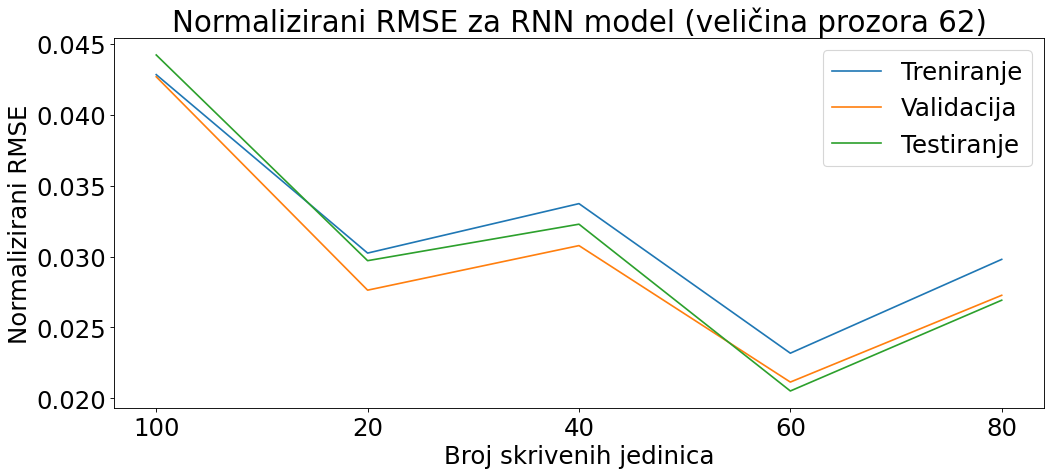 Normalizirani RMSE za RNN model (veličina prozora 62)
0.045
0.040
0.035
0.030
0.025
0.020
Normalizirani RMSE
Treniranje
Validacija
Testiranje
100
20
40
60
80
Broj skrivenih jedinica